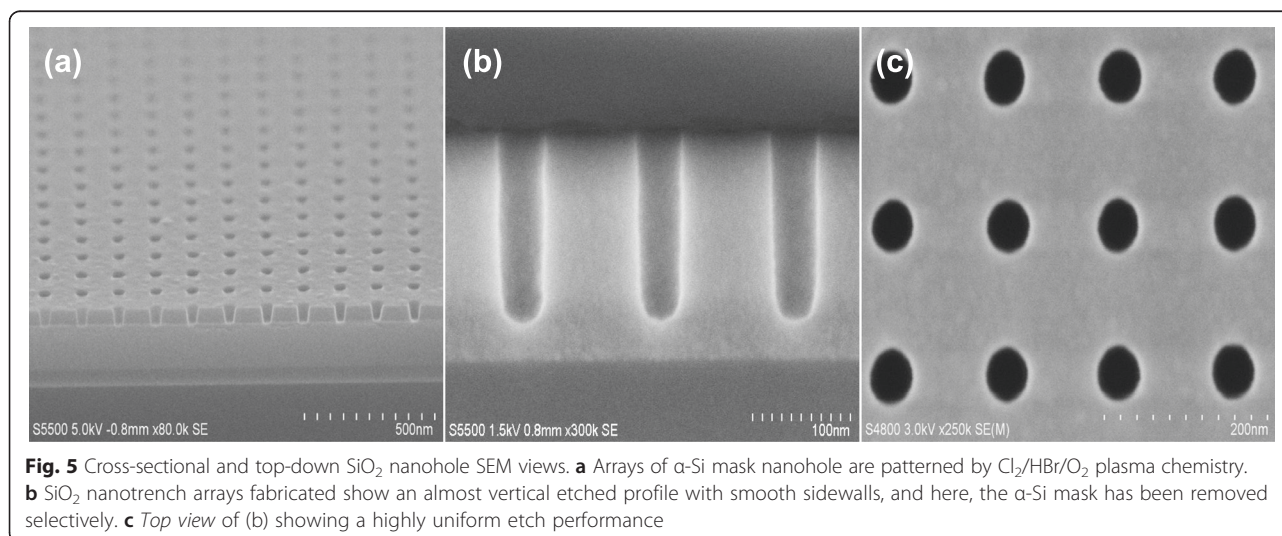 (a)
(b)
(c)
S5500 5.0kV -0.8mm x80.0k SE
500nm
S5500 1.5kV 0.8mm x300k SE
100nm
S4800 3.0kV x250k SE(M)
200nm
Fig. 5 Cross-sectional and top-down SiO₂ nanohole SEM views. a Arrays of α-Si mask nanohole are patterned by Cl₂/HBr/O₂ plasma chemistry.
b SiO₂ nanotrench arrays fabricated show an almost vertical etched profile with smooth sidewalls, and here, the α-Si mask has been removed
selectively. c Top view of (b) showing a highly uniform etch performance